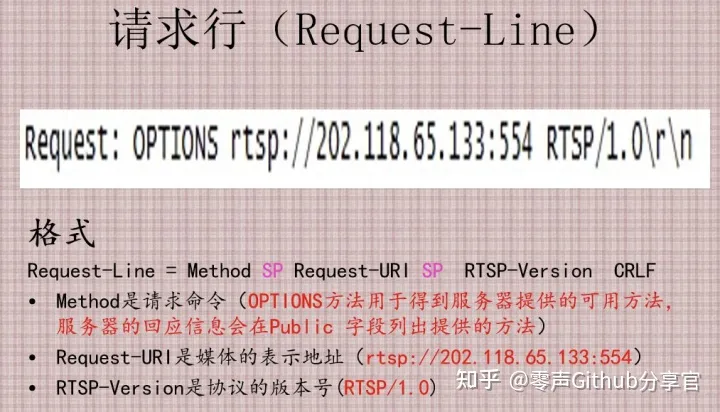 请求行（Request-Line）
Request: OPTIONS rtsp://202.118.65.133:554 RTSP/1.0\r\n
格式
Request-Line = Method SP Request-URI SP RTSP-Version CRLF
• Method是请求命令（OPTIONS方法用于得到服务器提供的可用方法，
服务器的回应信息会在Public 字段列出提供的方法）
• Request-URI是媒体的表示地址（rtsp://202.118.65.133:554）
• RTSP-Version是协议的版本号(RTSP/1.0)
知乎 @零声Github分享官